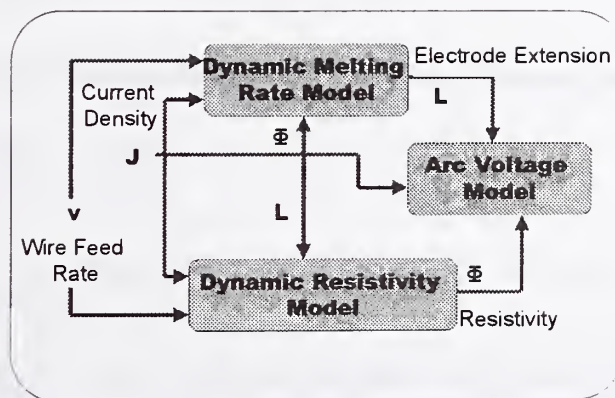 Dynamic Melting
Rate Model
Electrode Extension
L
Current
Density
Φ
J
Arc Voltage
Model
L
v
Wire Feed
Rate
Dynamic Resistivity
Model
Φ
Resistivity